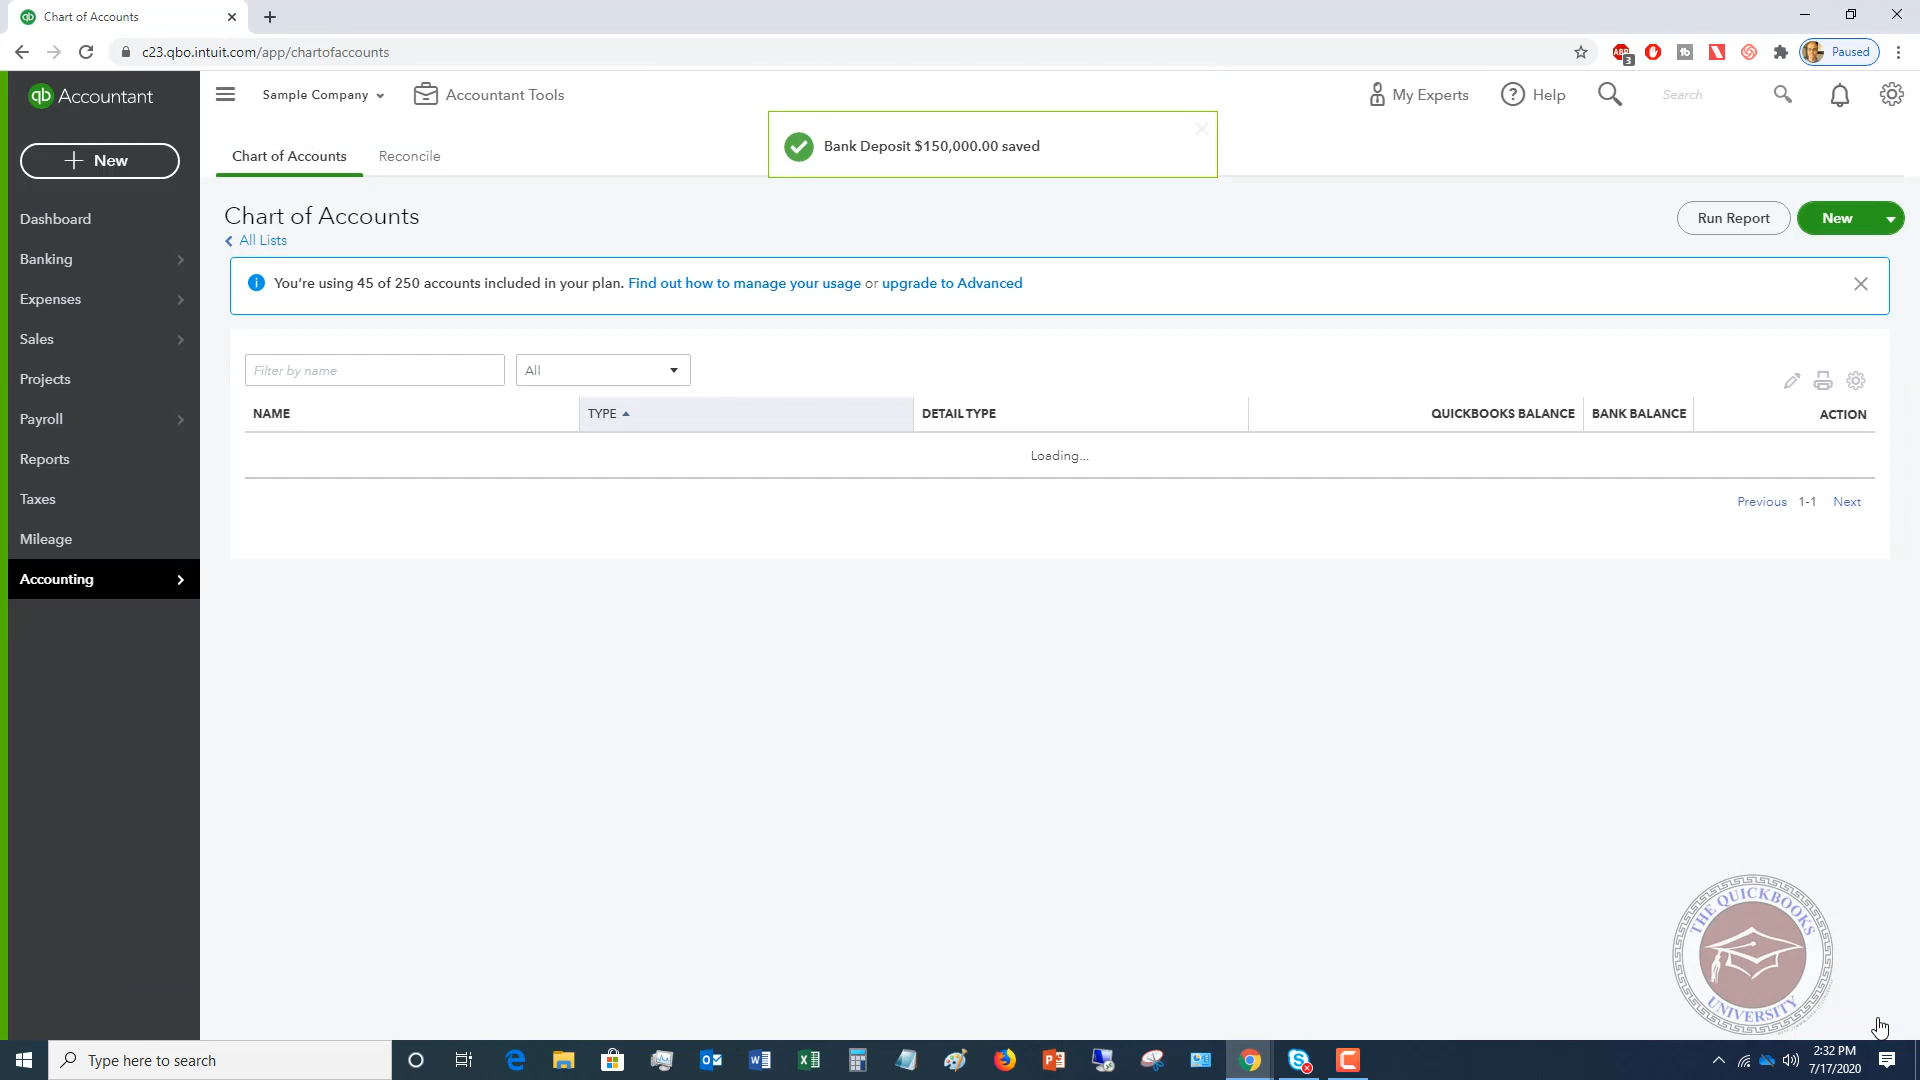 Chart of Accounts
c23.qbo.intuit.com/app/chartofaccounts
ABP
3
Paused
qb Accountant
Sample Company
Accountant Tools
My Experts
Help
Search
Bank Deposit $150,000.00 saved
New
Chart of Accounts
Reconcile
Dashboard
Banking
Expenses
Sales
Projects
Payroll
Reports
Taxes
Mileage
Accounting
Chart of Accounts
All Lists
Run Report
New
You're using 45 of 250 accounts included in your plan. Find out how to manage your usage or upgrade to Advanced
Filter by name
All
NAME
TYPE
DETAIL TYPE
QUICKBOOKS BALANCE
BANK BALANCE
ACTION
Loading...
Previous 1-1 Next
THE QUICKBOOKS
UNIVERSITY
Type here to search
2:32 PM
7/17/2020